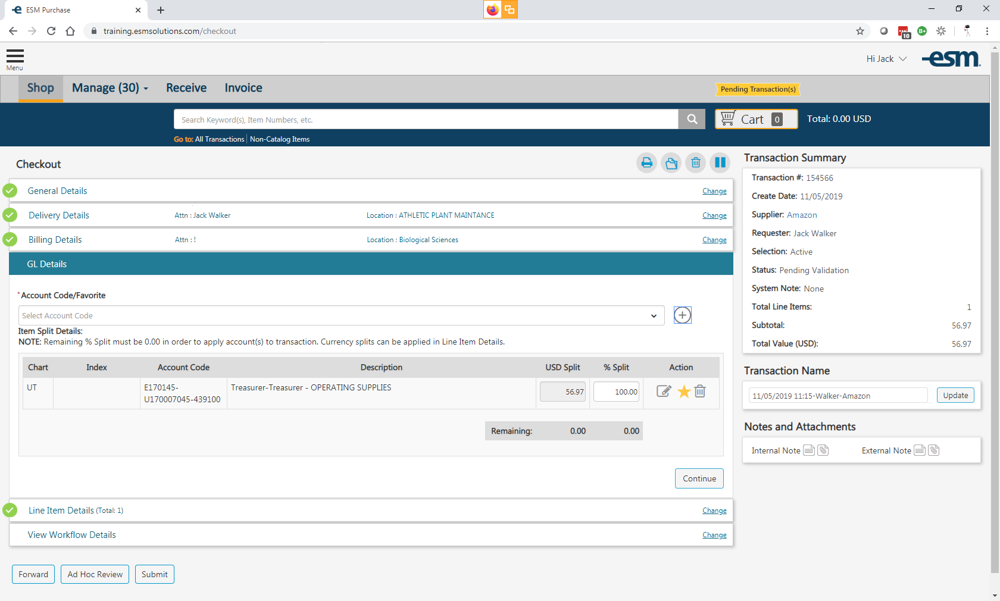 ESM Purchase
training.esmsolutions.com/checkout
10
B+
Menu
Hi Jack
esm
Shop
Manage (30)
Receive
Invoice
Pending Transaction(s)
Search Keyword(s), Item Numbers, etc.
Cart 0
Total: 0.00 USD
Go to: All Transactions
Non-Catalog Items
Checkout
General Details
Change
Delivery Details
Attn : Jack Walker
Location : ATHLETIC PLANT MAINTANCE
Change
Billing Details
Attn : !
Location : Biological Sciences
Change
GL Details
*Account Code/Favorite
Select Account Code
Item Split Details:
NOTE: Remaining % Split must be 0.00 in order to apply account(s) to transaction. Currency splits can be applied in Line Item Details.
Chart Index Account Code Description USD Split % Split Action
UT E170145- Treasurer-Treasurer - OPERATING SUPPLIES 56.97 100.00
U170007045-439100
Remaining: 0.00 0.00
Continue
Line Item Details (Total: 1)
Change
View Workflow Details
Change
Forward
Ad Hoc Review
Submit
Transaction Summary
Transaction #: 154566
Create Date: 11/05/2019
Supplier: Amazon
Requester: Jack Walker
Selection: Active
Status: Pending Validation
System Note: None
Total Line Items: 1
Subtotal: 56.97
Total Value (USD): 56.97
Transaction Name
11/05/2019 11:15-Walker-Amazon
Update
Notes and Attachments
Internal Note
External Note